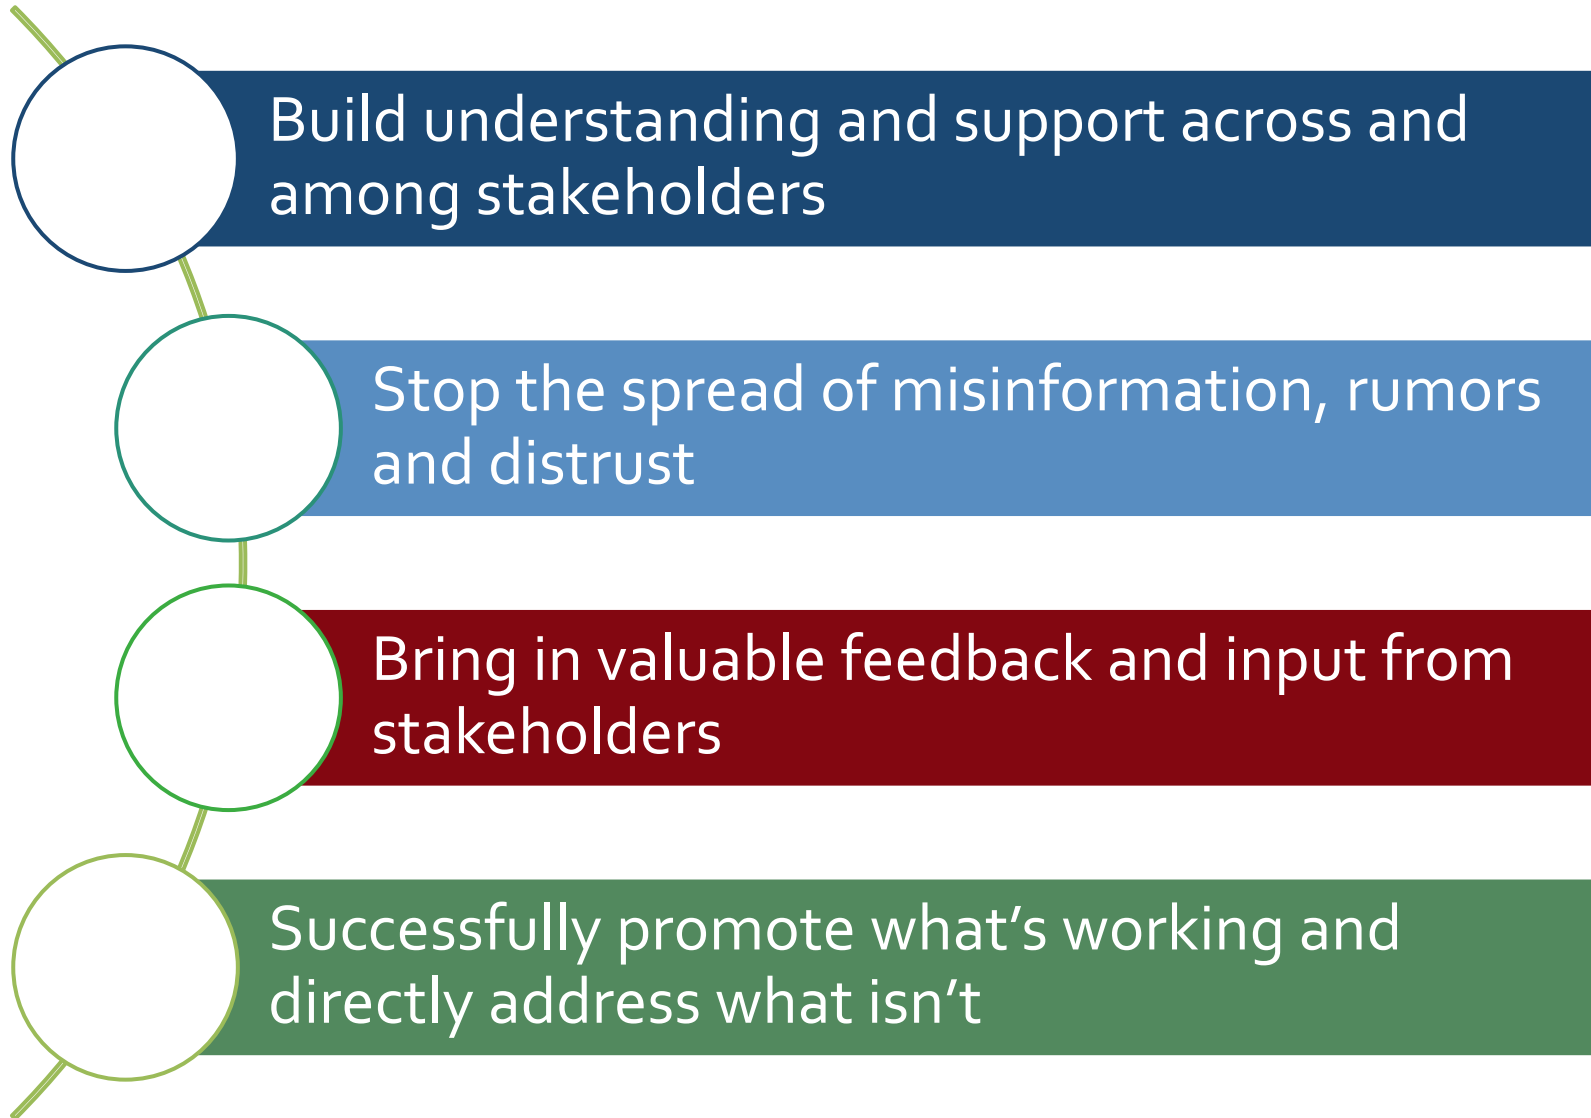 Build understanding and support across and
among stakeholders
Stop the spread of misinformation, rumors
and distrust
Bring in valuable feedback and input from
stakeholders
Successfully promote what’s working and
directly address what isn’t